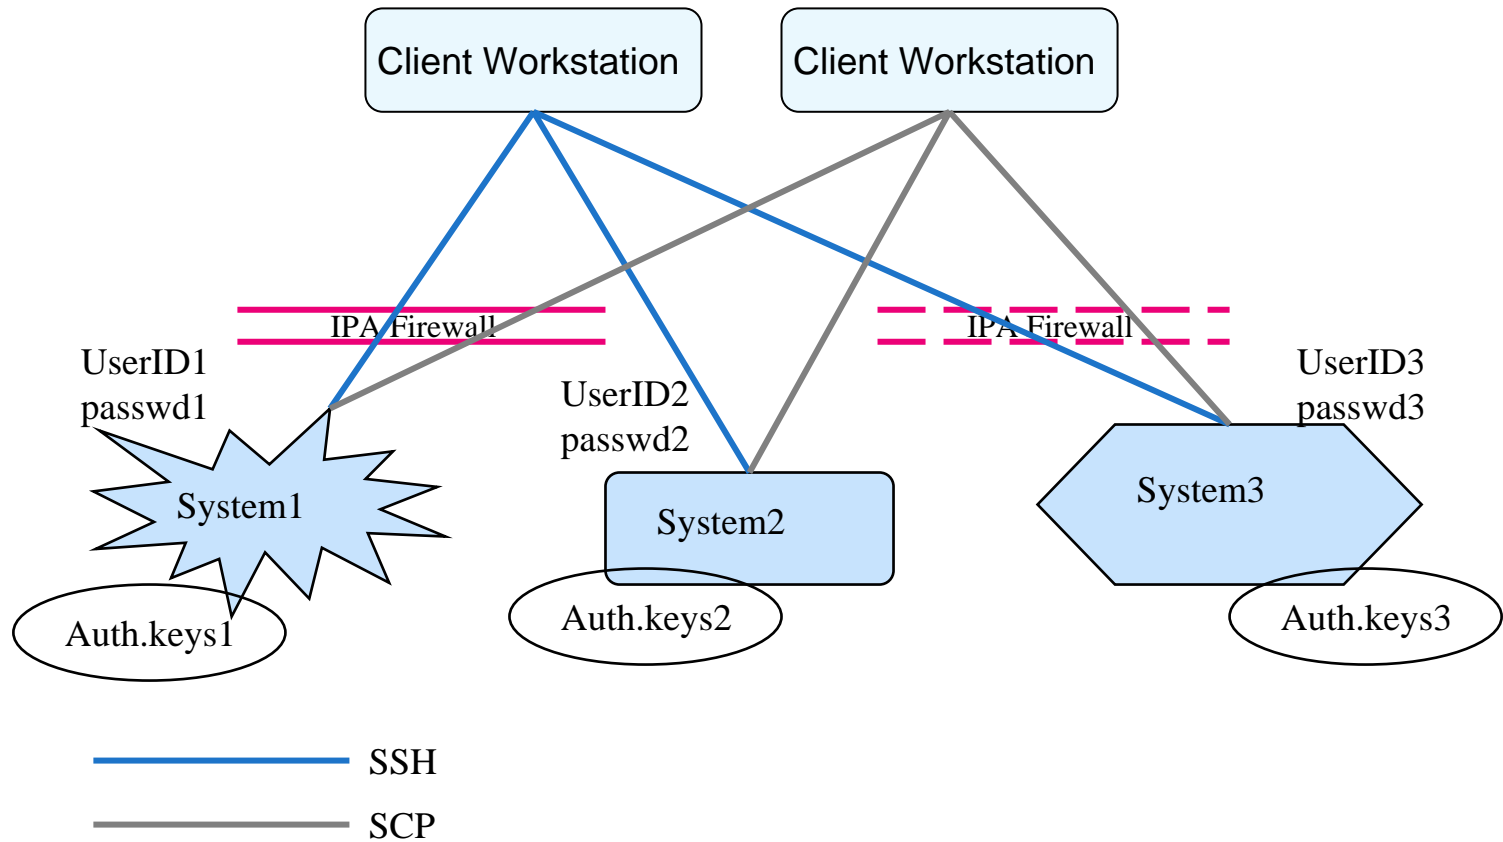 Client Workstation
Client Workstation
IPA Firewall
IPA Firewall
UserID1
passwd1
UserID2
passwd2
UserID3
passwd3
System1
System2
System3
Auth.keys1
Auth.keys2
Auth.keys3
SSH
SCP